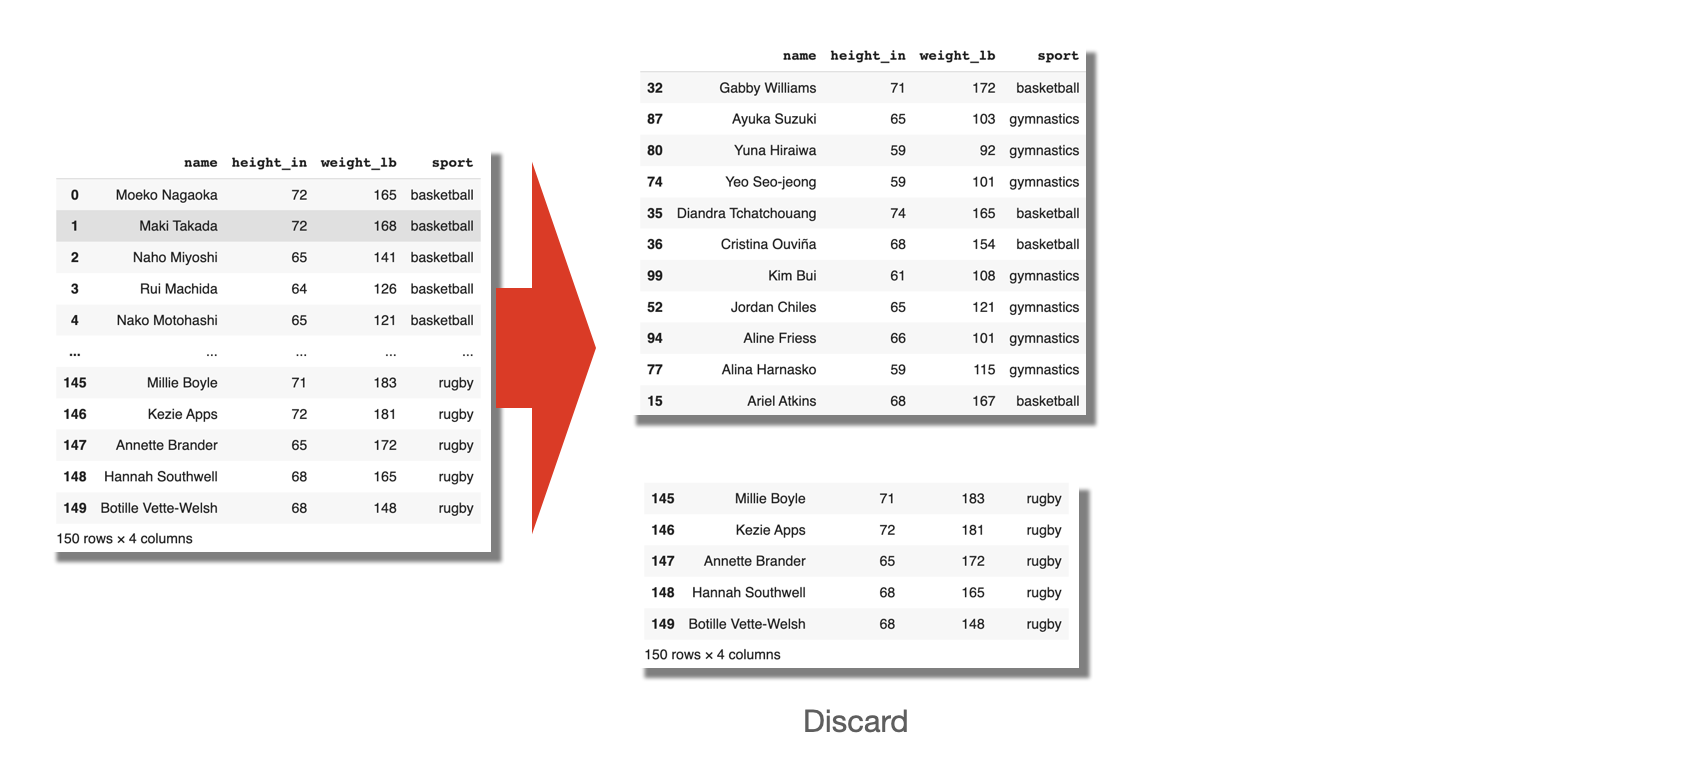 name height_in weight_lb sport
0 Moeko Nagaoka 72 165 basketball
1 Maki Takada 72 168 basketball
2 Naho Miyoshi 65 141 basketball
3 Rui Machida 64 126 basketball
4 Nako Motohashi 65 121 basketball
... ... ... ... ...
145 Millie Boyle 71 183 rugby
146 Kezie Apps 72 181 rugby
147 Annette Brander 65 172 rugby
148 Hannah Southwell 68 165 rugby
149 Botille Vette-Welsh 68 148 rugby
150 rows × 4 columns
name height_in weight_lb sport
32 Gabby Williams 71 172 basketball
87 Ayuka Suzuki 65 103 gymnastics
80 Yuna Hiraiwa 59 92 gymnastics
74 Yeo Seo-jeong 59 101 gymnastics
35 Diandra Tchatchouang 74 165 basketball
36 Cristina Ouviña 68 154 basketball
99 Kim Bui 61 108 gymnastics
52 Jordan Chiles 65 121 gymnastics
94 Aline Friess 66 101 gymnastics
77 Alina Harnasko 59 115 gymnastics
15 Ariel Atkins 68 167 basketball
145 Millie Boyle 71 183 rugby
146 Kezie Apps 72 181 rugby
147 Annette Brander 65 172 rugby
148 Hannah Southwell 68 165 rugby
149 Botille Vette-Welsh 68 148 rugby
150 rows × 4 columns
Discard